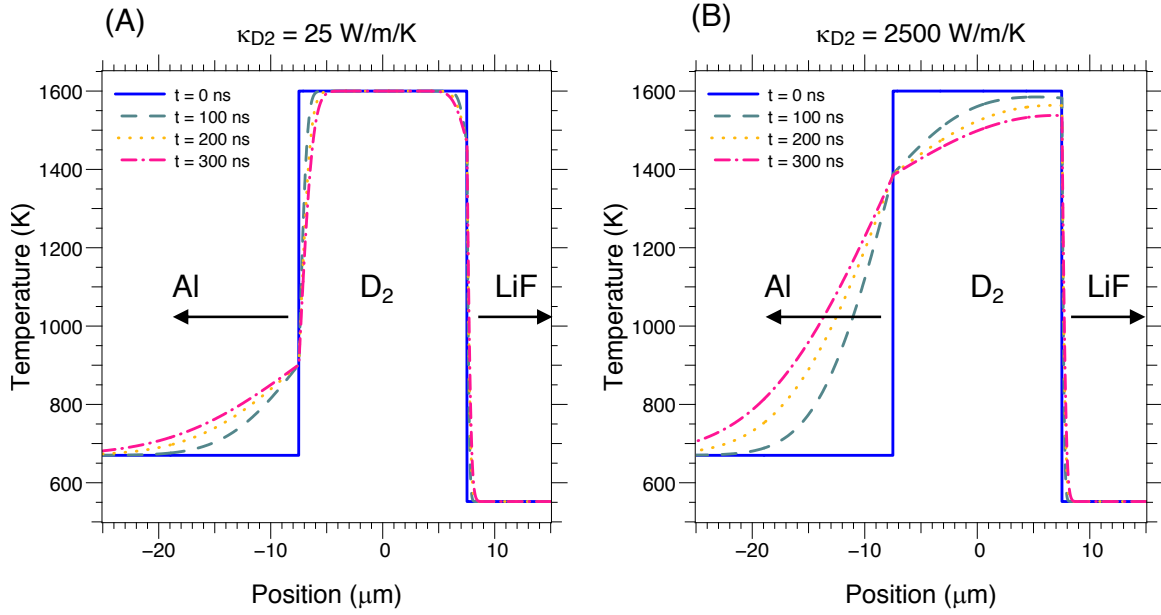 (A)
κD2 = 25 W/m/K
t = 0 ns
t = 100 ns
t = 200 ns
t = 300 ns
Al
D2
LiF
Temperature (K)
1600
1400
1200
1000
800
600
−20
−10
0
10
Position (μm)
(B)
κD2 = 2500 W/m/K
t = 0 ns
t = 100 ns
t = 200 ns
t = 300 ns
Al
D2
LiF
Temperature (K)
1600
1400
1200
1000
800
600
−20
−10
0
10
Position (μm)